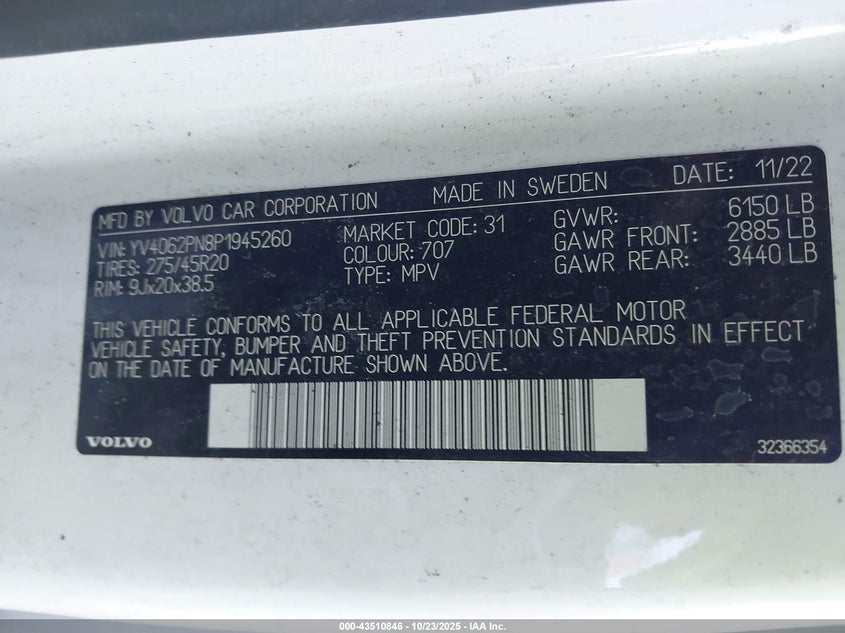 MFD BY VOLVO CAR CORPORATION MADE IN SWEDEN DATE: 11/22
VIN: YV4062PN8P1945260 MARKET CODE: 31 GVWR: 6150 LB
TIRES: 275/45R20 COLOUR: 707 GAWR FRONT: 2885 LB
RIM: 9Jx20x38.5 TYPE: MPV GAWR REAR: 3440 LB
THIS VEHICLE CONFORMS TO ALL APPLICABLE FEDERAL MOTOR
VEHICLE SAFETY, BUMPER AND THEFT PREVENTION STANDARDS IN EFFECT
ON THE DATE OF MANUFACTURE SHOWN ABOVE.
VOLVO 32366354
000-43510846 - 10/23/2025 - IAA Inc.